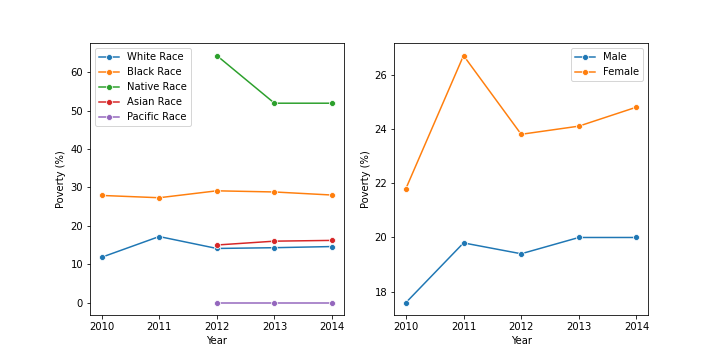 White Race
Black Race
Native Race
Asian Race
Pacific Race
Poverty (%)
60
50
40
30
20
10
0
2010 2011 2012 2013 2014
Year
Male
Female
Poverty (%)
26
24
22
20
18
2010 2011 2012 2013 2014
Year